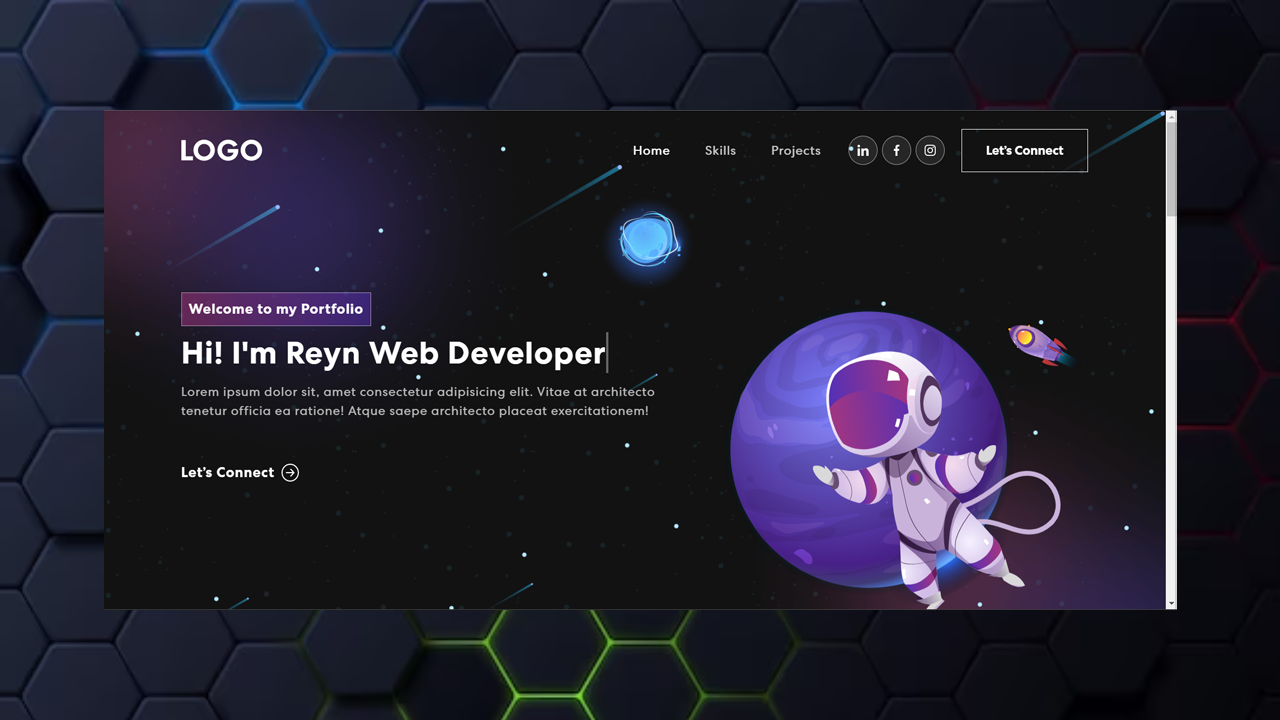 LOGO
Home Skills Projects in f Let's Connect
Welcome to my Portfolio
Hi! I'm Reyn Web Developer
Lorem ipsum dolor sit, amet consectetur adipisicing elit. Vitae at architecto
tenetur officia ea ratione! Atque saepe architecto placeat exercitationem!
Let's Connect